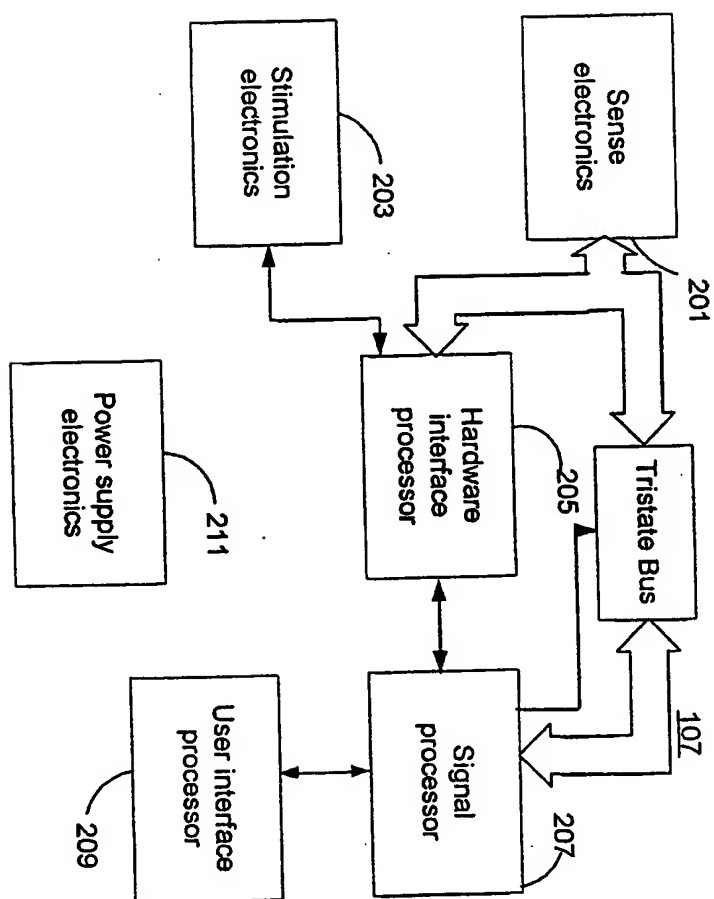 Sense
electronics
201
Tristate Bus
107
Stimulation
electronics
203
Hardware
interface
processor
205
Signal
processor
207
Power supply
electronics
211
User interface
processor
209